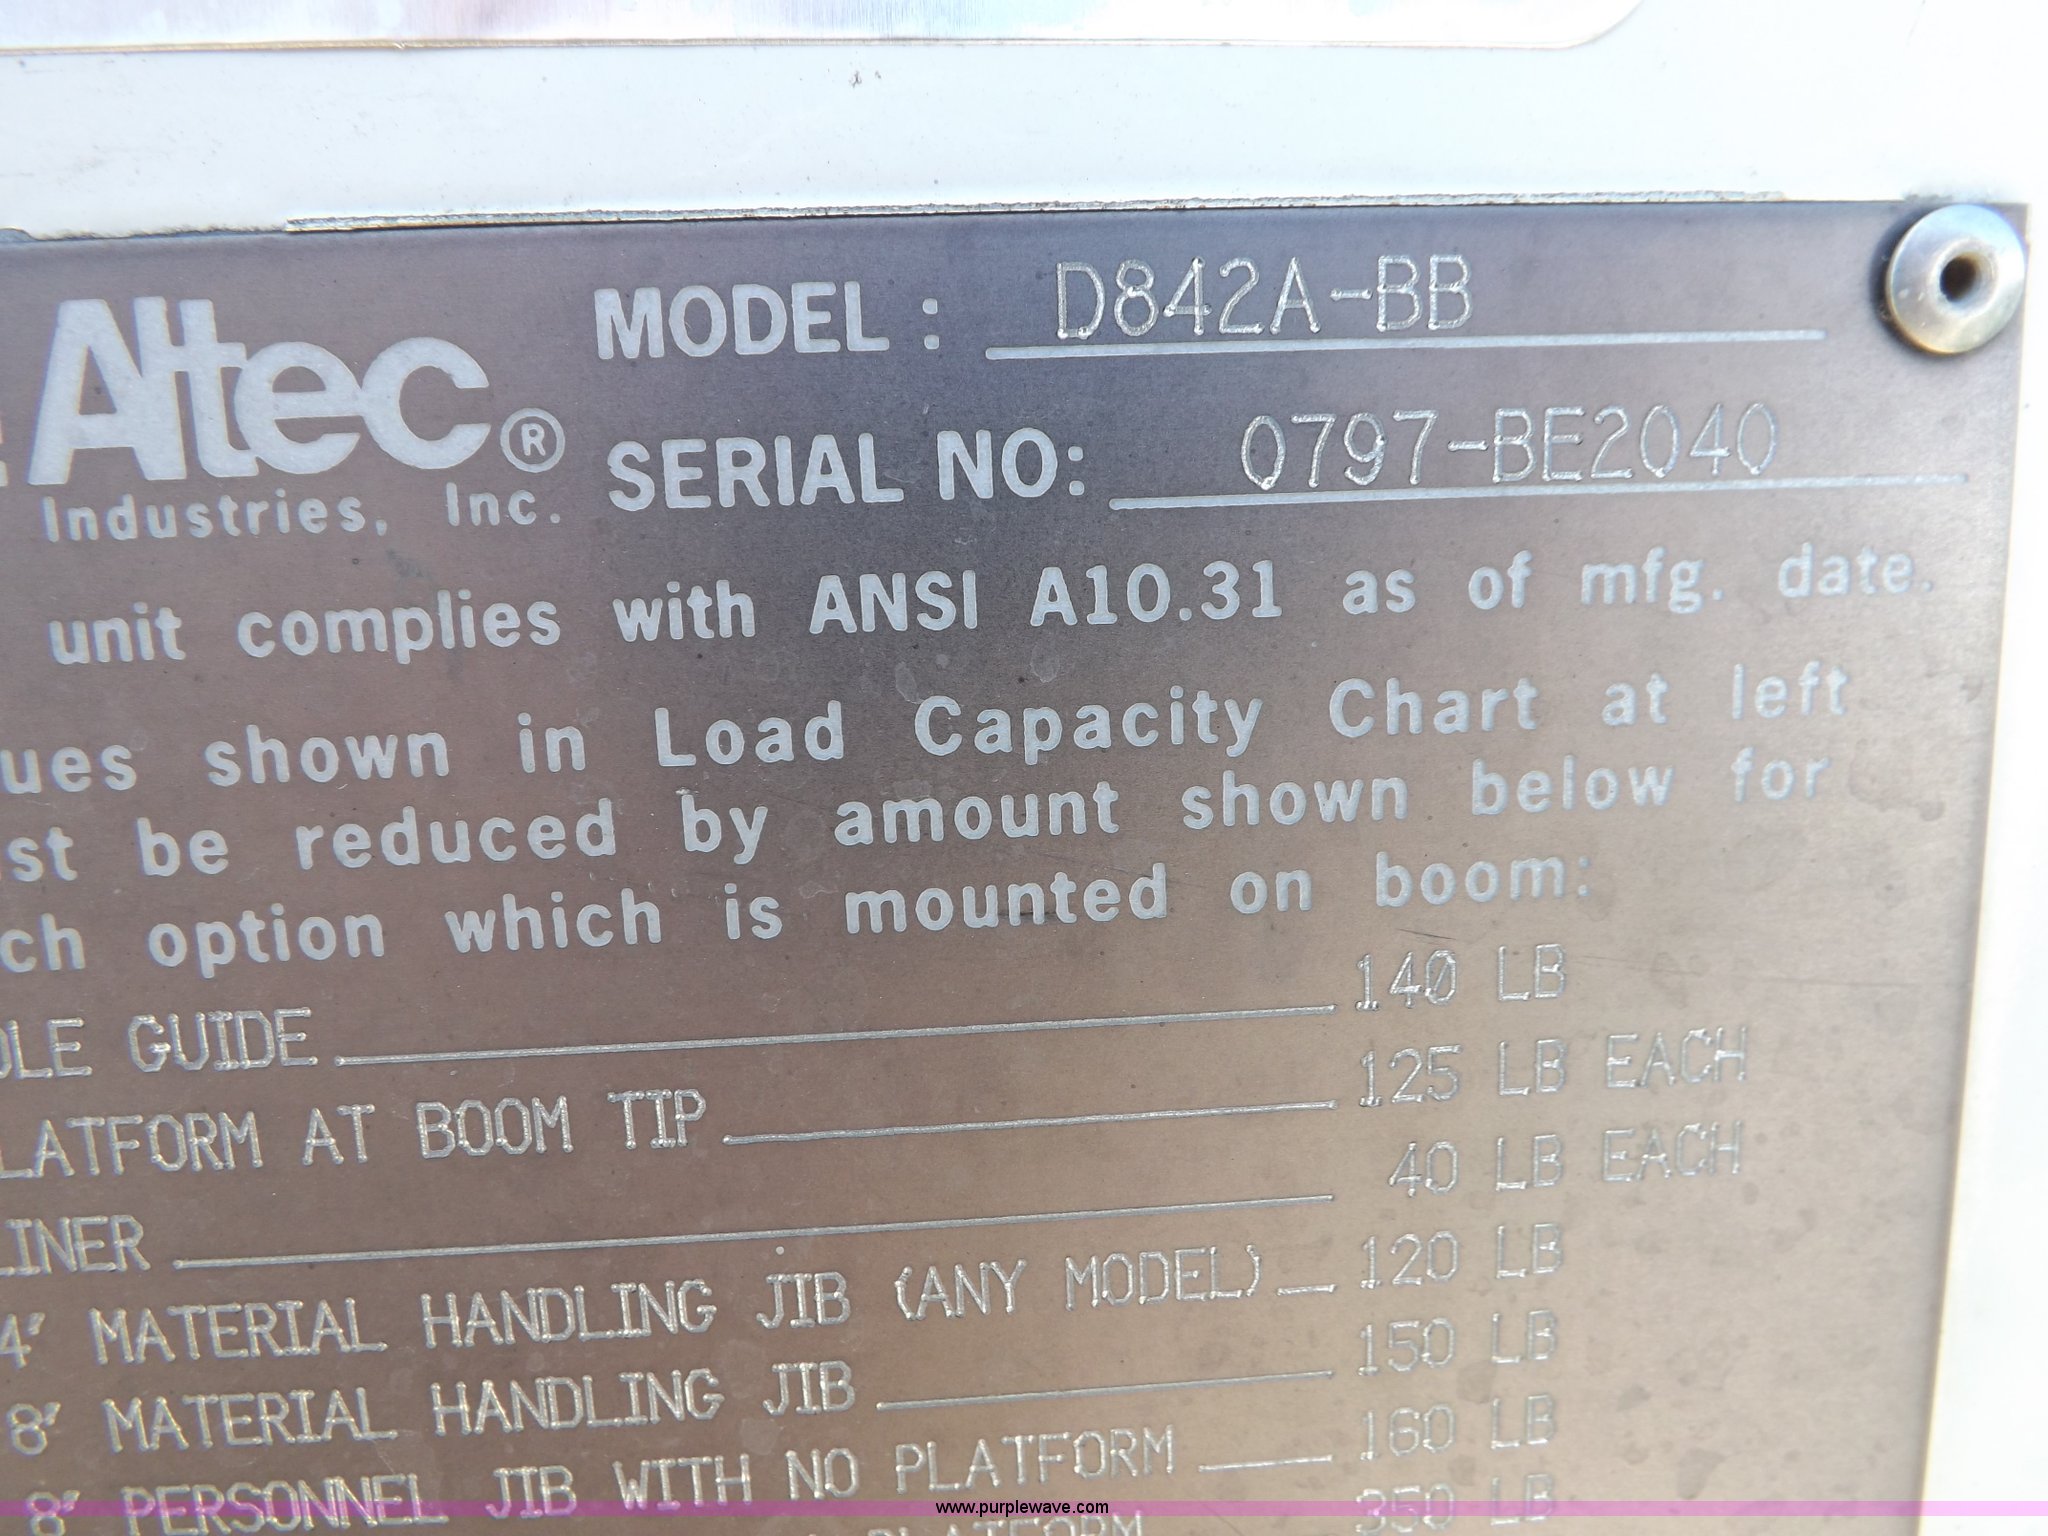 Altec®
Industries, Inc.
MODEL: D842A-BB
SERIAL NO: 0797-BE2040
unit complies with ANSI A10.31 as of mfg. date.
ues shown in Load Capacity Chart at left
st be reduced by amount shown below for
ch option which is mounted on boom:
OLE GUIDE 140 LB
LATFORM AT BOOM TIP 125 LB EACH
LINER 40 LB EACH
4' MATERIAL HANDLING JIB (ANY MODEL) 120 LB
8' MATERIAL HANDLING JIB 150 LB
8' PERSONNEL JIB WITH NO PLATFORM 160 LB
PLATFORM 350 LB
www.purplewave.com